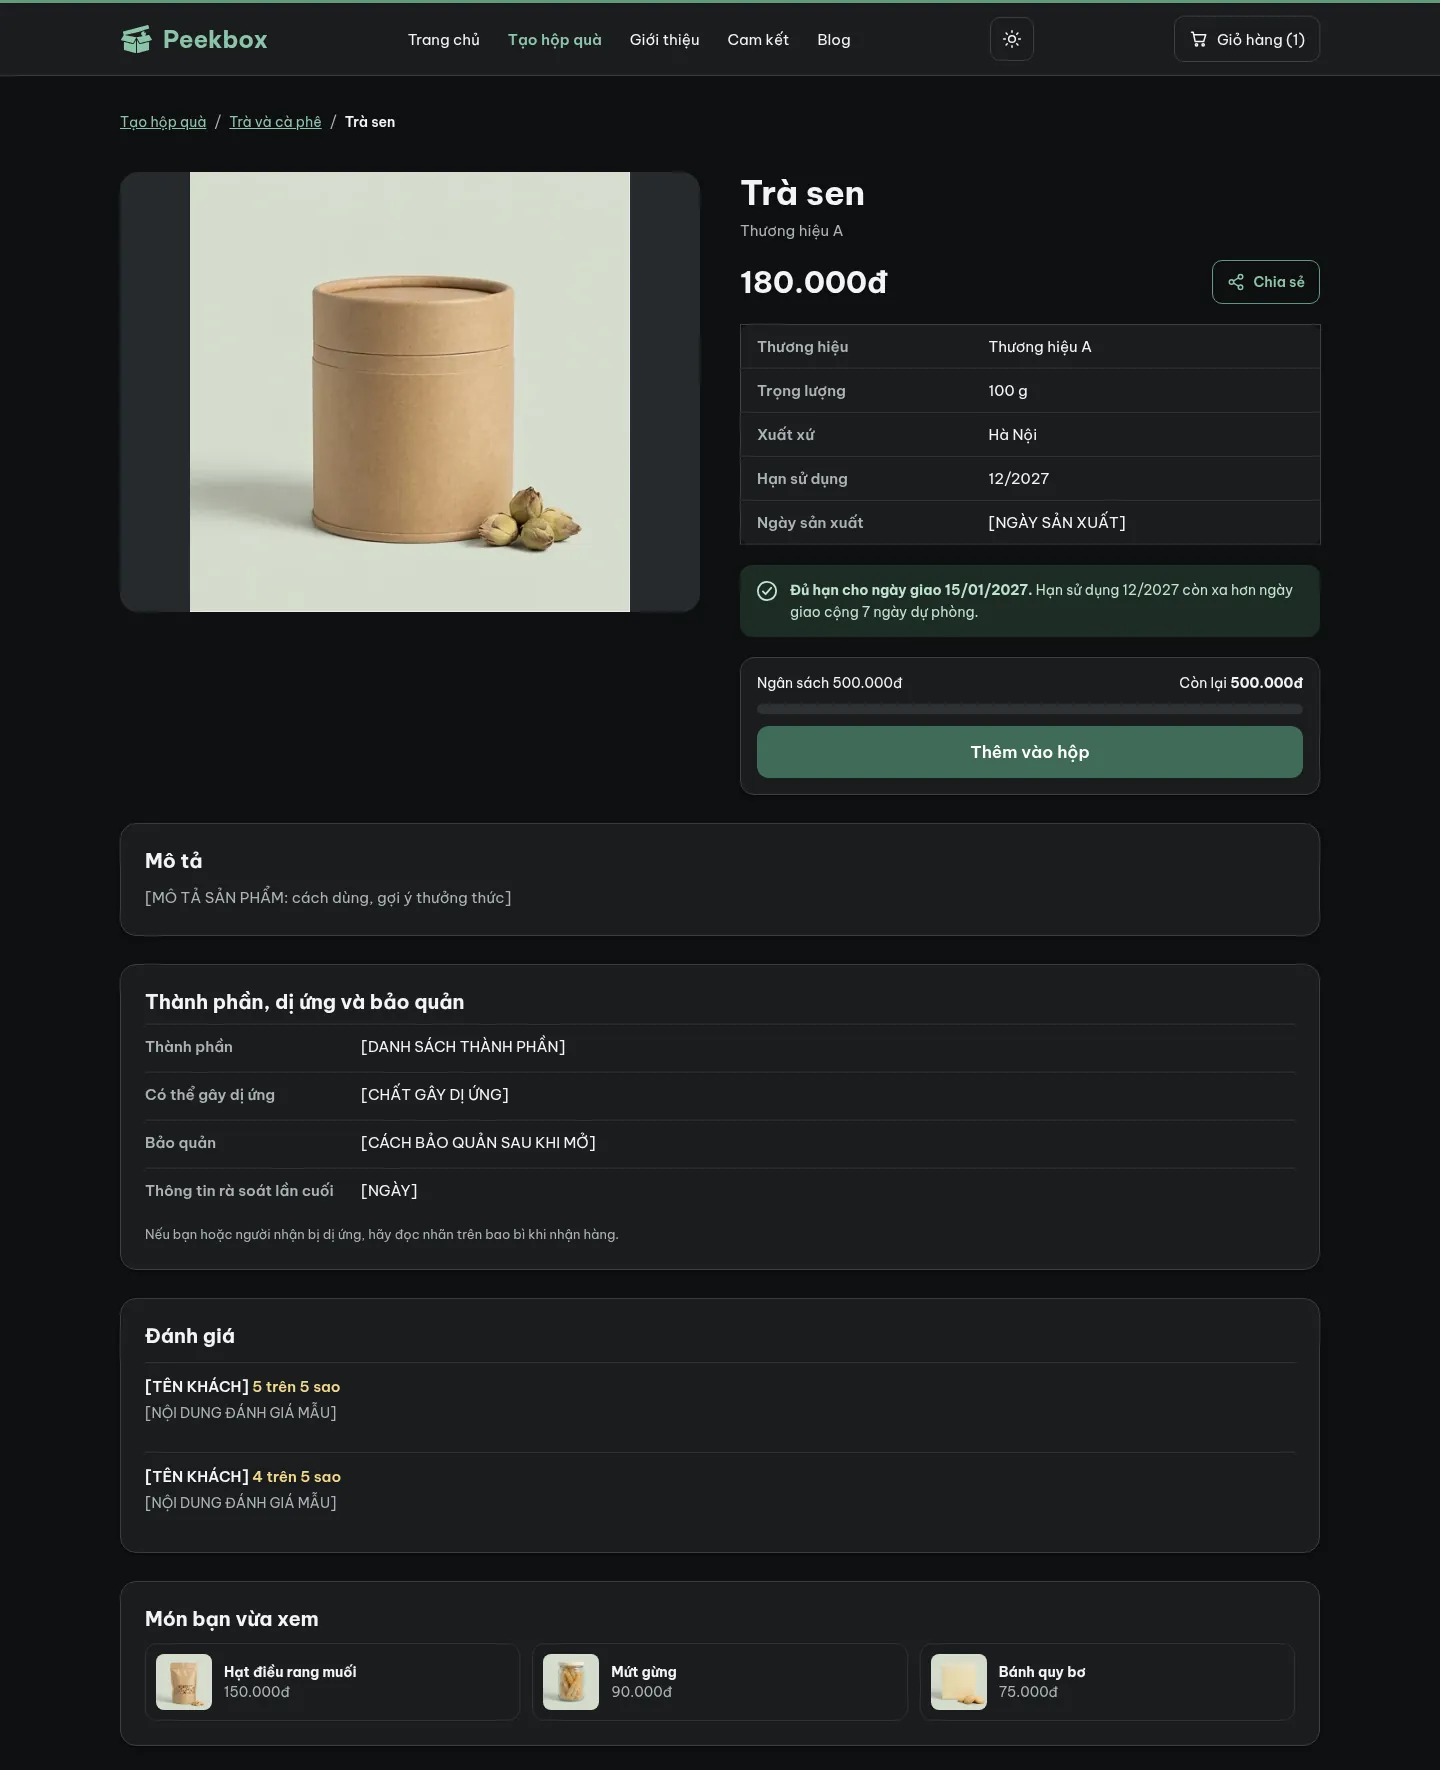 Peekbox
Trang chủ
Tạo hộp quà
Giới thiệu
Cam kết
Blog
Giỏ hàng (1)
Tạo hộp quà / Trà và cà phê / Trà sen
Trà sen
Thương hiệu A
180.000đ
Chia sẻ
Thương hiệu Thương hiệu A
Trọng lượng 100 g
Xuất xứ Hà Nội
Hạn sử dụng 12/2027
Ngày sản xuất [NGÀY SẢN XUẤT]
Đủ hạn cho ngày giao 15/01/2027. Hạn sử dụng 12/2027 còn xa hơn ngày
giao cộng 7 ngày dự phòng.
Ngân sách 500.000đ Còn lại 500.000đ
Thêm vào hộp
Mô tả
[MÔ TẢ SẢN PHẨM: cách dùng, gợi ý thưởng thức]
Thành phần, dị ứng và bảo quản
Thành phần [DANH SÁCH THÀNH PHẦN]
Có thể gây dị ứng [CHẤT GÂY DỊ ỨNG]
Bảo quản [CÁCH BẢO QUẢN SAU KHI MỞ]
Thông tin rà soát lần cuối [NGÀY]
Nếu bạn hoặc người nhận bị dị ứng, hãy đọc nhãn trên bao bì khi nhận hàng.
Đánh giá
[TÊN KHÁCH] 5 trên 5 sao
[NỘI DUNG ĐÁNH GIÁ MẪU]
[TÊN KHÁCH] 4 trên 5 sao
[NỘI DUNG ĐÁNH GIÁ MẪU]
Món bạn vừa xem
Hạt điều rang muối
150.000đ
Mứt gừng
90.000đ
Bánh quy bơ
75.000đ